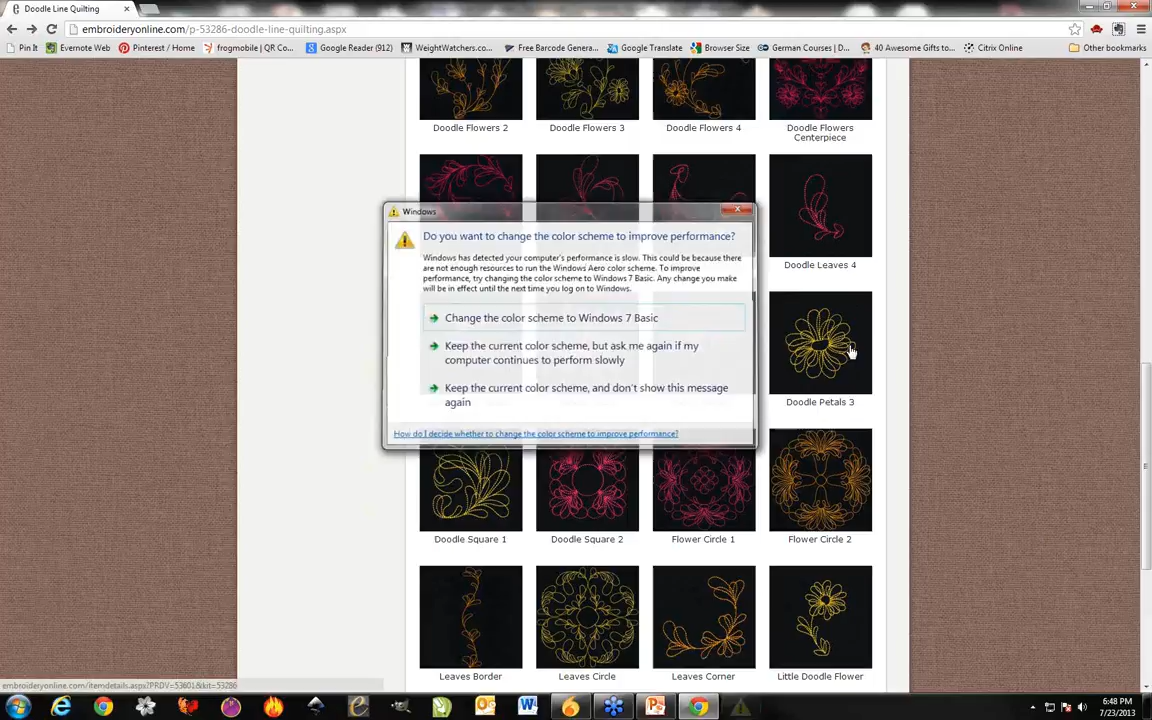 Doodle Line Quilting
embroideryonline.com/p-53286-doodle-line-quilting.aspx
Pin It
Evernote Web
Pinterest / Home
frogmobile | QR Co...
Google Reader (912)
WeightWatchers.co...
Free Barcode Genera...
Google Translate
Browser Size
German Courses | D...
40 Awesome Gifts to...
Citrix Online
Other bookmarks
Doodle Flowers 2
Doodle Flowers 3
Doodle Flowers 4
Doodle Flowers
Centerpiece
Windows
Do you want to change the color scheme to improve performance?
Windows has detected your computer's performance is slow. This could be because there
are not enough resources to run the Windows Aero color scheme. To improve
performance, try changing the color scheme to Windows 7 Basic. Any change you make
will be in effect until the next time you log on to Windows.
Change the color scheme to Windows 7 Basic
Keep the current color scheme, but ask me again if my
computer continues to perform slowly
Keep the current color scheme, and don't show this message
again
How do I decide whether to change the color scheme to improve performance?
Doodle Leaves 4
Doodle Petals 3
Doodle Square 1
Doodle Square 2
Flower Circle 1
Flower Circle 2
Leaves Border
Leaves Circle
Leaves Corner
Little Doodle Flower
embroideryonline.com/itemdetails.aspx?PRDV=53601&kit=53286
6:48 PM
7/23/2013